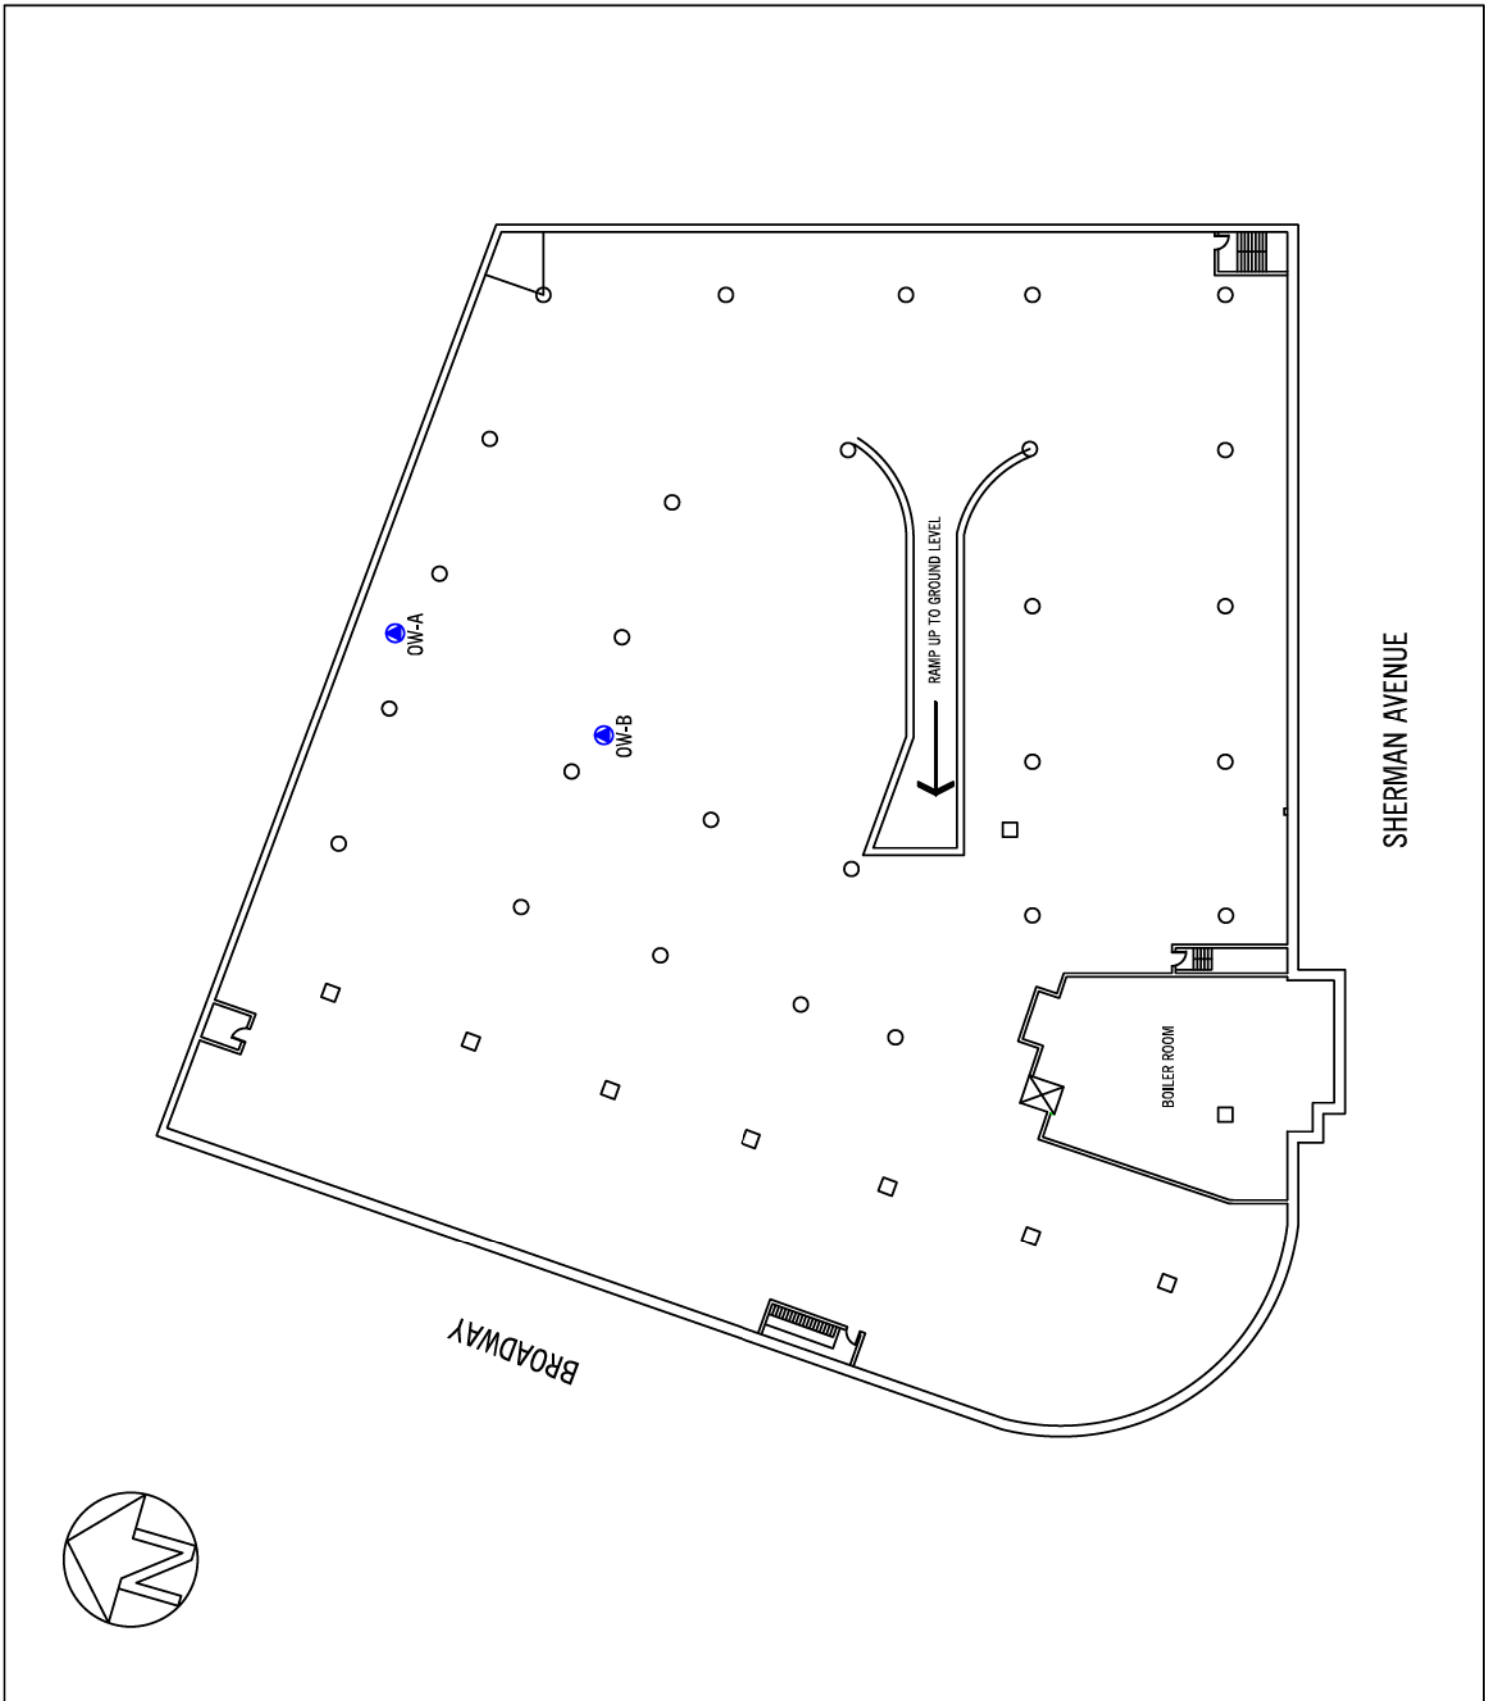 OW-A
OW-B
RAMP UP TO GROUND LEVEL
SHERMAN AVENUE
BOILER ROOM
BROADWAY
N